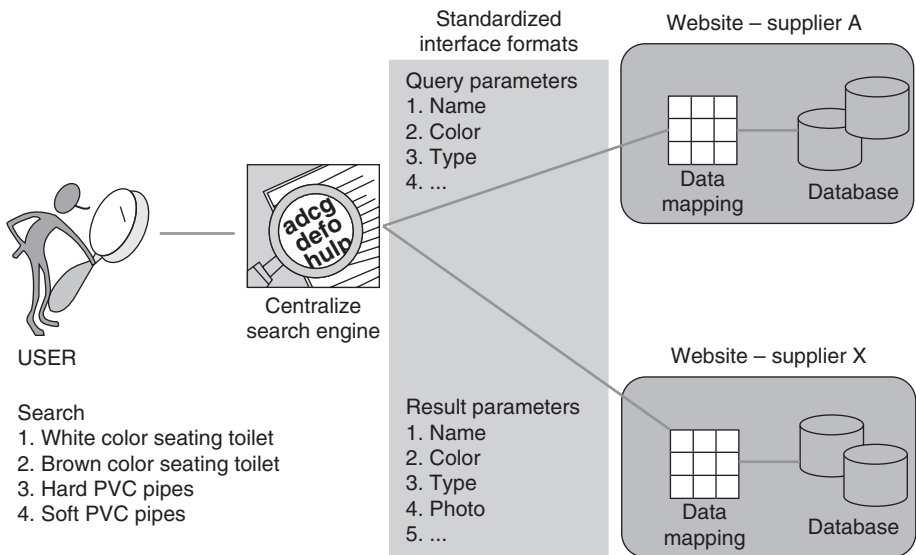 Standardized
interface formats
Website – supplier A
Query parameters
1. Name
2. Color
3. Type
4. ...
Data
mapping
Database
adcg
defo
hulp
Centralize
search engine
USER
Search
1. White color seating toilet
2. Brown color seating toilet
3. Hard PVC pipes
4. Soft PVC pipes
Result parameters
1. Name
2. Color
3. Type
4. Photo
5. ...
Website – supplier X
Data
mapping
Database